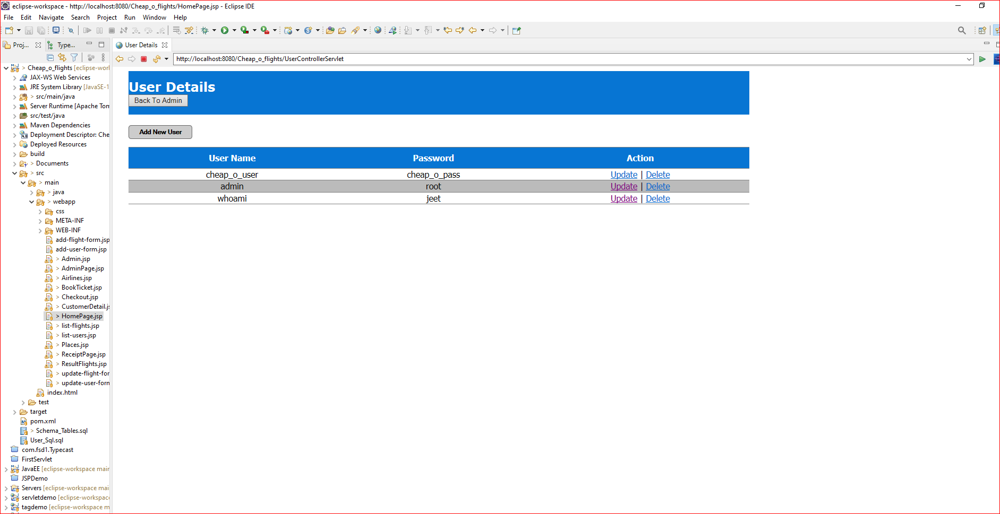 eclipse-workspace - http://localhost:8080/Cheap_o_flights/HomePage.jsp - Eclipse IDE
File Edit Navigate Search Project Run Window Help
Proj... Type...
User Details
http://localhost:8080/Cheap_o_flights/UserControllerServlet
> Cheap_o_flights [eclipse-worl
JAX-WS Web Services
JRE System Library [JavaSE-1
> src/main/java
Server Runtime [Apache Tom
src/test/java
Maven Dependencies
Deployment Descriptor: Che
Deployed Resources
build
> Documents
> src
> main
> java
> webapp
css
META-INF
WEB-INF
add-flight-form.jsp
add-user-form.jsp
> Admin.jsp
> AdminPage.jsp
> Airlines.jsp
> BookTicket.jsp
> Checkout.jsp
> CustomerDetail.js
> HomePage.jsp
> list-flights.jsp
> list-users.jsp
> Places.jsp
> ReceiptPage.jsp
> ResultFlights.jsp
> update-flight-for
> update-user-forn
index.html
test
target
pom.xml
> Schema_Tables.sql
User_Sql.sql
com.fsd1.Typecast
FirstServlet
JavaEE [eclipse-workspace mair
JSPDemo
Servers [eclipse-workspace mai
servletdemo [eclipse-workspace
tagdemo [eclipse-workspace m
User Details
Back To Admin
Add New User
User Name Password Action
cheap_o_user cheap_o_pass Update | Delete
admin root Update | Delete
whoami jeet Update | Delete